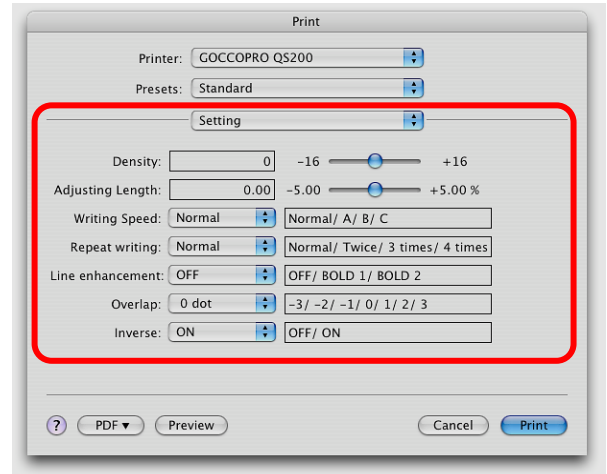 Print
Printer: GOCCOPRO QS200
Presets: Standard
Setting
Density: 0 -16 +16
Adjusting Length: 0.00 -5.00 +5.00 %
Writing Speed: Normal Normal/ A/ B/ C
Repeat writing: Normal Normal/ Twice/ 3 times/ 4 times
Line enhancement: OFF OFF/ BOLD 1/ BOLD 2
Overlap: 0 dot -3/ -2/ -1/ 0/ 1/ 2/ 3
Inverse: ON OFF/ ON
? PDF▼ Preview Cancel Print